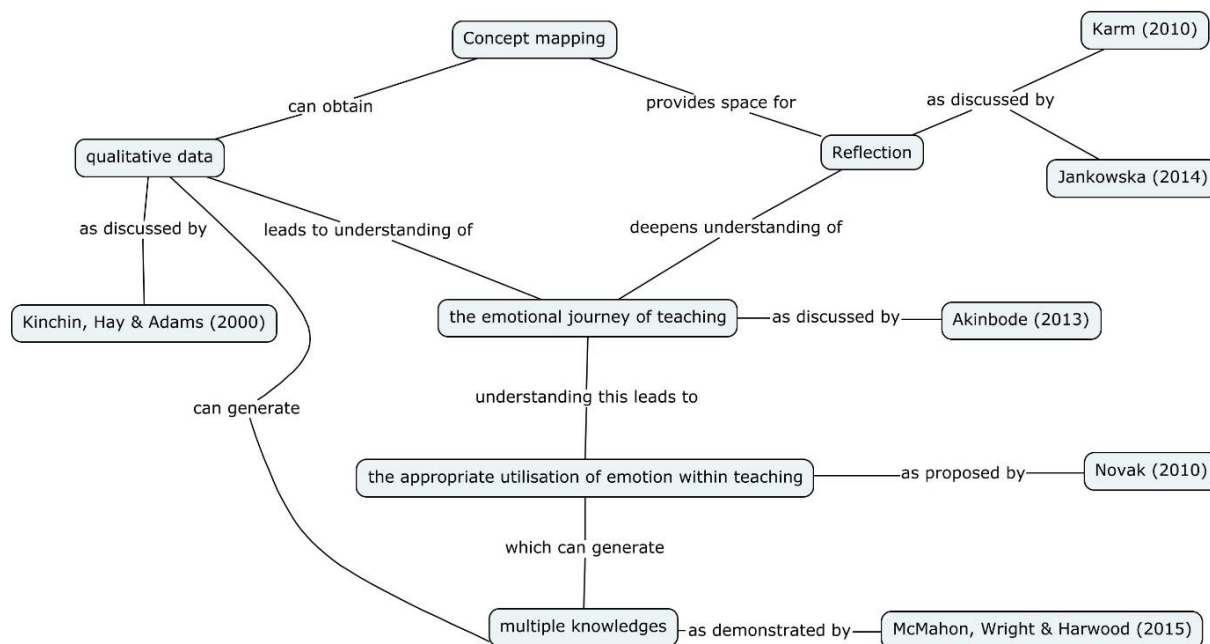 Karm (2010)
Concept mapping
can obtain
provides space for
as discussed by
qualitative data
Reflection
Jankowska (2014)
as discussed by
leads to understanding of
deepens understanding of
Kinchin, Hay & Adams (2000)
the emotional journey of teaching
as discussed by
Akinbode (2013)
understanding this leads to
can generate
the appropriate utilisation of emotion within teaching
as proposed by
Novak (2010)
which can generate
multiple knowledges
as demonstrated by
McMahon, Wright & Harwood (2015)